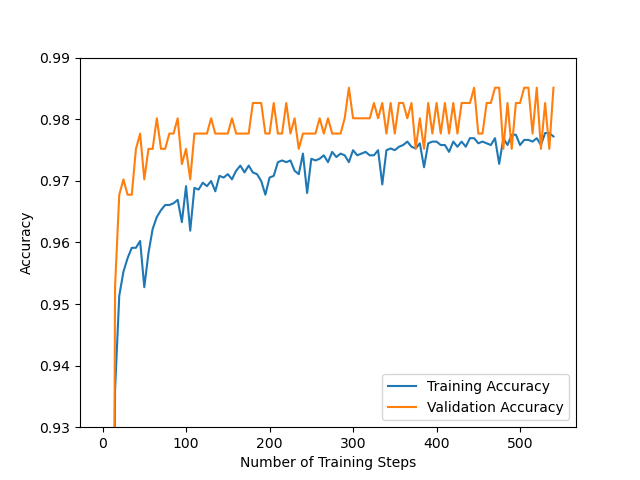 0.99
0.98
0.97
0.96
0.95
0.94
0.93
Accuracy
Training Accuracy
Validation Accuracy
0 100 200 300 400 500
Number of Training Steps